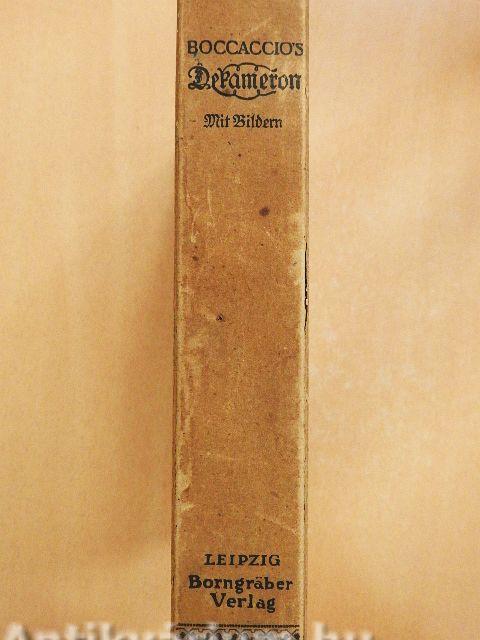 BOCCACCIO'S
Dekameron
Mit Bildern
LEIPZIG
Borngräber
Verlag